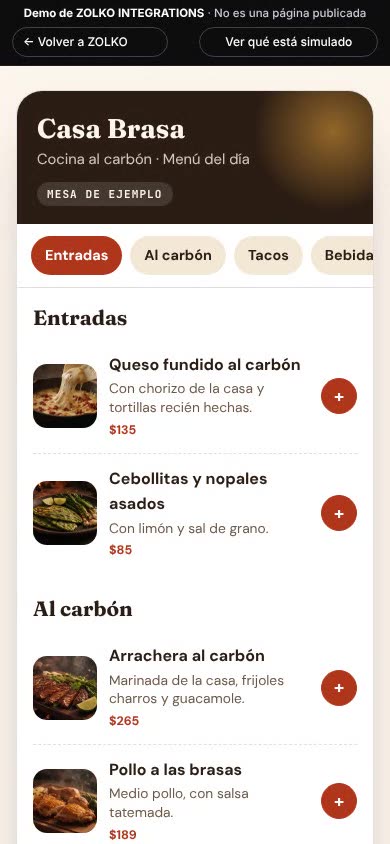 Demo de ZOLKO INTEGRATIONS · No es una página publicada
← Volver a ZOLKO
Ver qué está simulado
Casa Brasa
Cocina al carbón · Menú del día
MESA DE EJEMPLO
Entradas
Al carbón
Tacos
Bebida
Entradas
Queso fundido al carbón
Con chorizo de la casa y
tortillas recién hechas.
$135
+
Cebollitas y nopales
asados
Con limón y sal de grano.
$85
+
Al carbón
Arrachera al carbón
Marinada de la casa, frijoles
charros y guacamole.
$265
+
Pollo a las brasas
Medio pollo, con salsa
tatemada.
$189
+